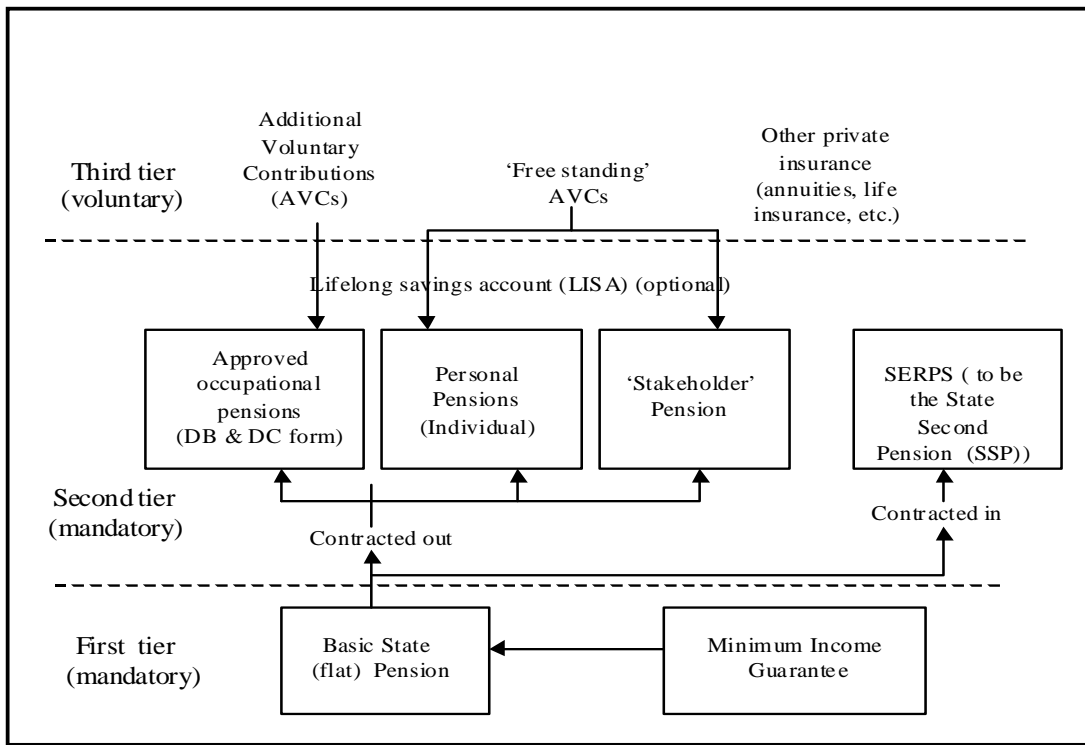 Additional
Voluntary
Contributions
(AVCs)
Third tier
(voluntary)
‘Free standing’
AVCs
Other private
insurance
(annuities, life
insurance, etc.)
Lifelong savings account (LISA) (optional)
Approved
occupational
pensions
(DB & DC form)
Personal
Pensions
(Individual)
‘Stakeholder’
Pension
SERPS ( to be
the State
Second
Pension (SSP))
Second tier
(mandatory)
Contracted out
Contracted in
First tier
(mandatory)
Basic State
(flat) Pension
Minimum Income
Guarantee